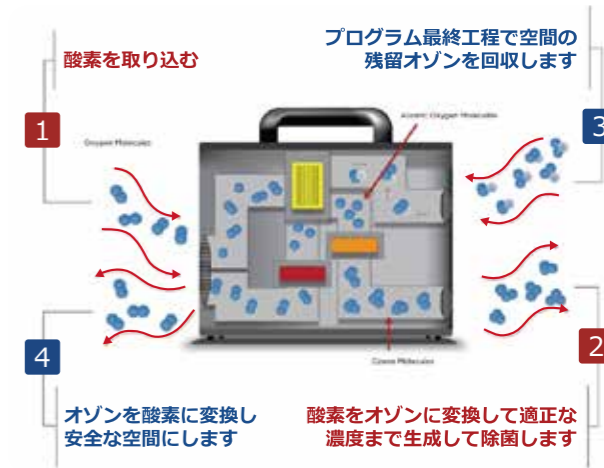 酸素を取り込む
1
Oxygen Molecules
プログラム最終工程で空間の
残留オゾンを回収します
3
Oxygen Molecules
2
酸素をオゾンに変換して適正な
濃度まで生成して除菌します
Ozone Molecules
4
オゾンを酸素に変換し
安全な空間にします